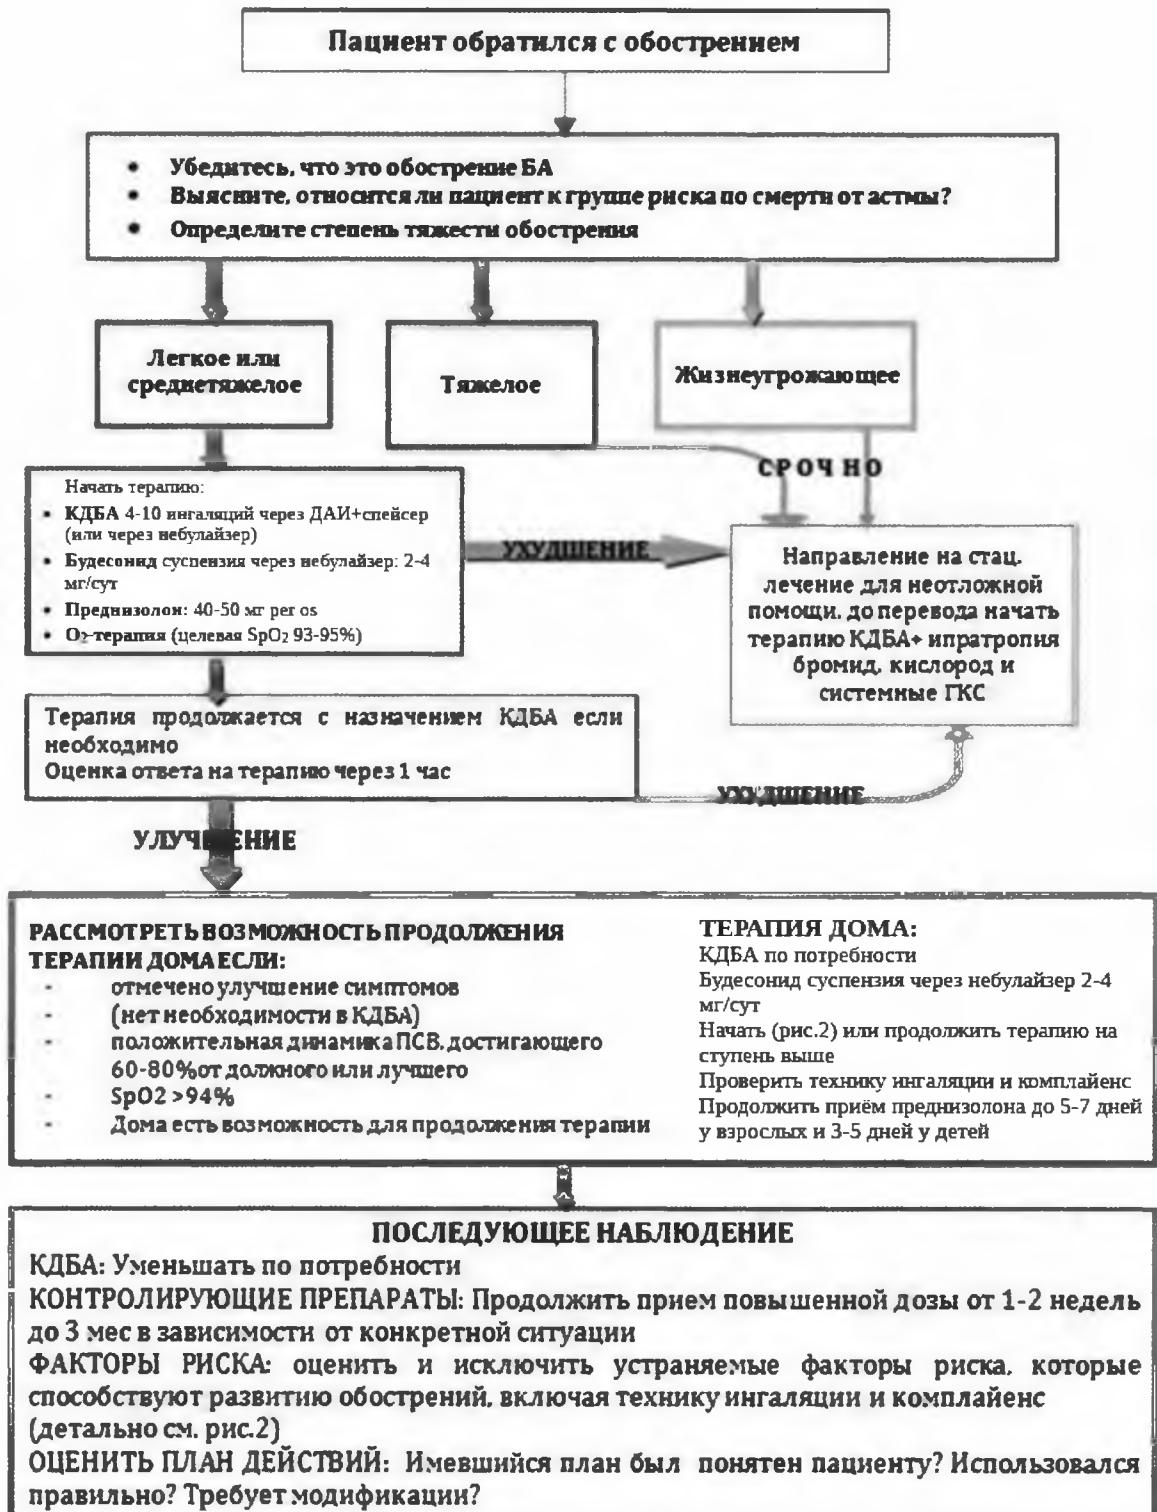 Пациент обратился с обострением
• Убедитесь, что это обострение БА
• Выясните, относится ли пациент к группе риска по смерти от астмы?
• Определите степень тяжести обострения
Легкое или
среднетяжелое
Тяжелое
Жизнеугрожающее
СРОЧНО
Начать терапию:
• КДБА 4-10 ингаляций через ДАИ+спейсер
(или через небулайзер)
• Будесонид суспензия через небулайзер: 2-4
мг/сут
• Преднизолон: 40-50 мг per os
• O₂-терапия (целевая SpO₂ 93-95%)
УХУДШЕНИЕ
Направление на стац.
лечение для неотложной
помощи, до перевода начать
терапию КДБА+ ипратропия
бромид, кислород и
системные ГКС
Терапия продолжается с назначением КДБА если
необходимо
Оценка ответа на терапию через 1 час
УХУДШЕНИЕ
УЛУЧШЕНИЕ
РАССМОТРЕТЬ ВОЗМОЖНОСТЬ ПРОДОЛЖЕНИЯ
ТЕРАПИИ ДОМА ЕСЛИ:
- отмечено улучшение симптомов
- (нет необходимости в КДБА)
- положительная динамика ПСВ, достигающего
60-80% от должного или лучшего
- SpO2 >94%
- Дома есть возможность для продолжения терапии
ТЕРАПИЯ ДОМА:
КДБА по потребности
Будесонид суспензия через небулайзер 2-4
мг/сут
Начать (рис.2) или продолжить терапию на
ступень выше
Проверить технику ингаляции и комплайенс
Продолжить приём преднизолона до 5-7 дней
у взрослых и 3-5 дней у детей
ПОСЛЕДУЮЩЕЕ НАБЛЮДЕНИЕ
КДБА: Уменьшать по потребности
КОНТРОЛИРУЮЩИЕ ПРЕПАРАТЫ: Продолжить прием повышенной дозы от 1-2 недель
до 3 мес в зависимости от конкретной ситуации
ФАКТОРЫ РИСКА: оценить и исключить устраняемые факторы риска, которые
способствуют развитию обострений, включая технику ингаляции и комплайенс
(детально см. рис.2)
ОЦЕНИТЬ ПЛАН ДЕЙСТВИЙ: Имевшийся план был понятен пациенту? Использовался
правильно? Требует модификации?